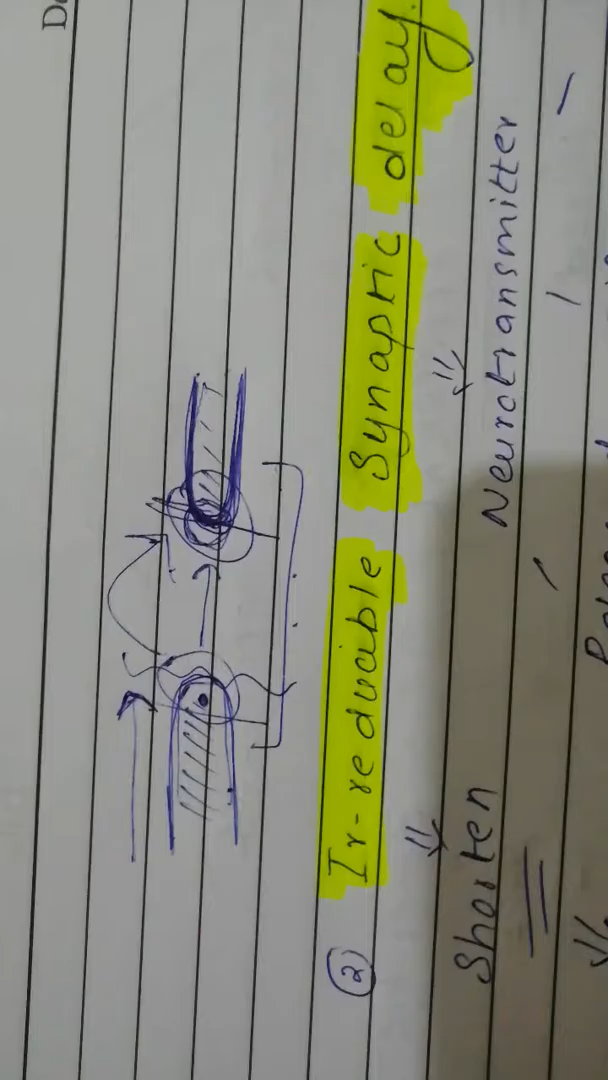 ② Ir-reducible Synaptic delay.
Shorten Neurotransmitter